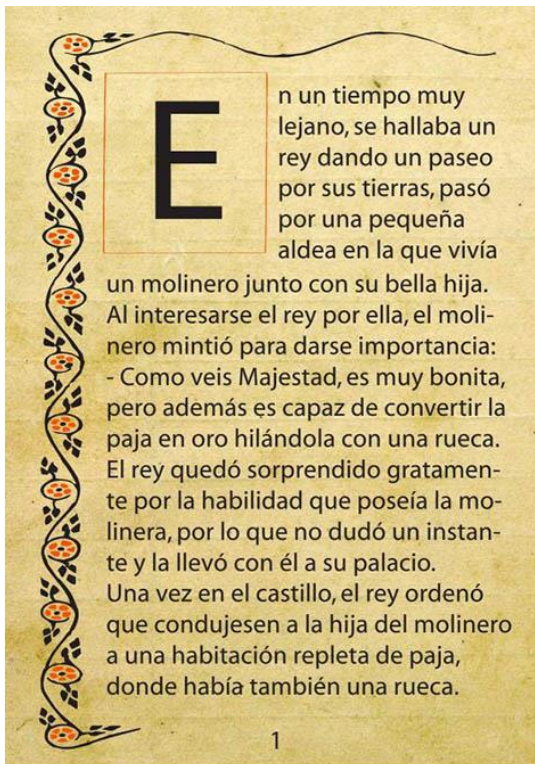 En un tiempo muy
lejano, se hallaba un
rey dando un paseo
por sus tierras, pasó
por una pequeña
aldea en la que vivía
un molinero junto con su bella hija.
Al interesarse el rey por ella, el moli-
nero mintió para darse importancia:
- Como veis Majestad, es muy bonita,
pero además es capaz de convertir la
paja en oro hilándola con una rueca.
El rey quedó sorprendido gratamen-
te por la habilidad que poseía la mo-
linera, por lo que no dudó un instan-
te y la llevó con él a su palacio.
Una vez en el castillo, el rey ordenó
que condujesen a la hija del molinero
a una habitación repleta de paja,
donde había también una rueca.
1